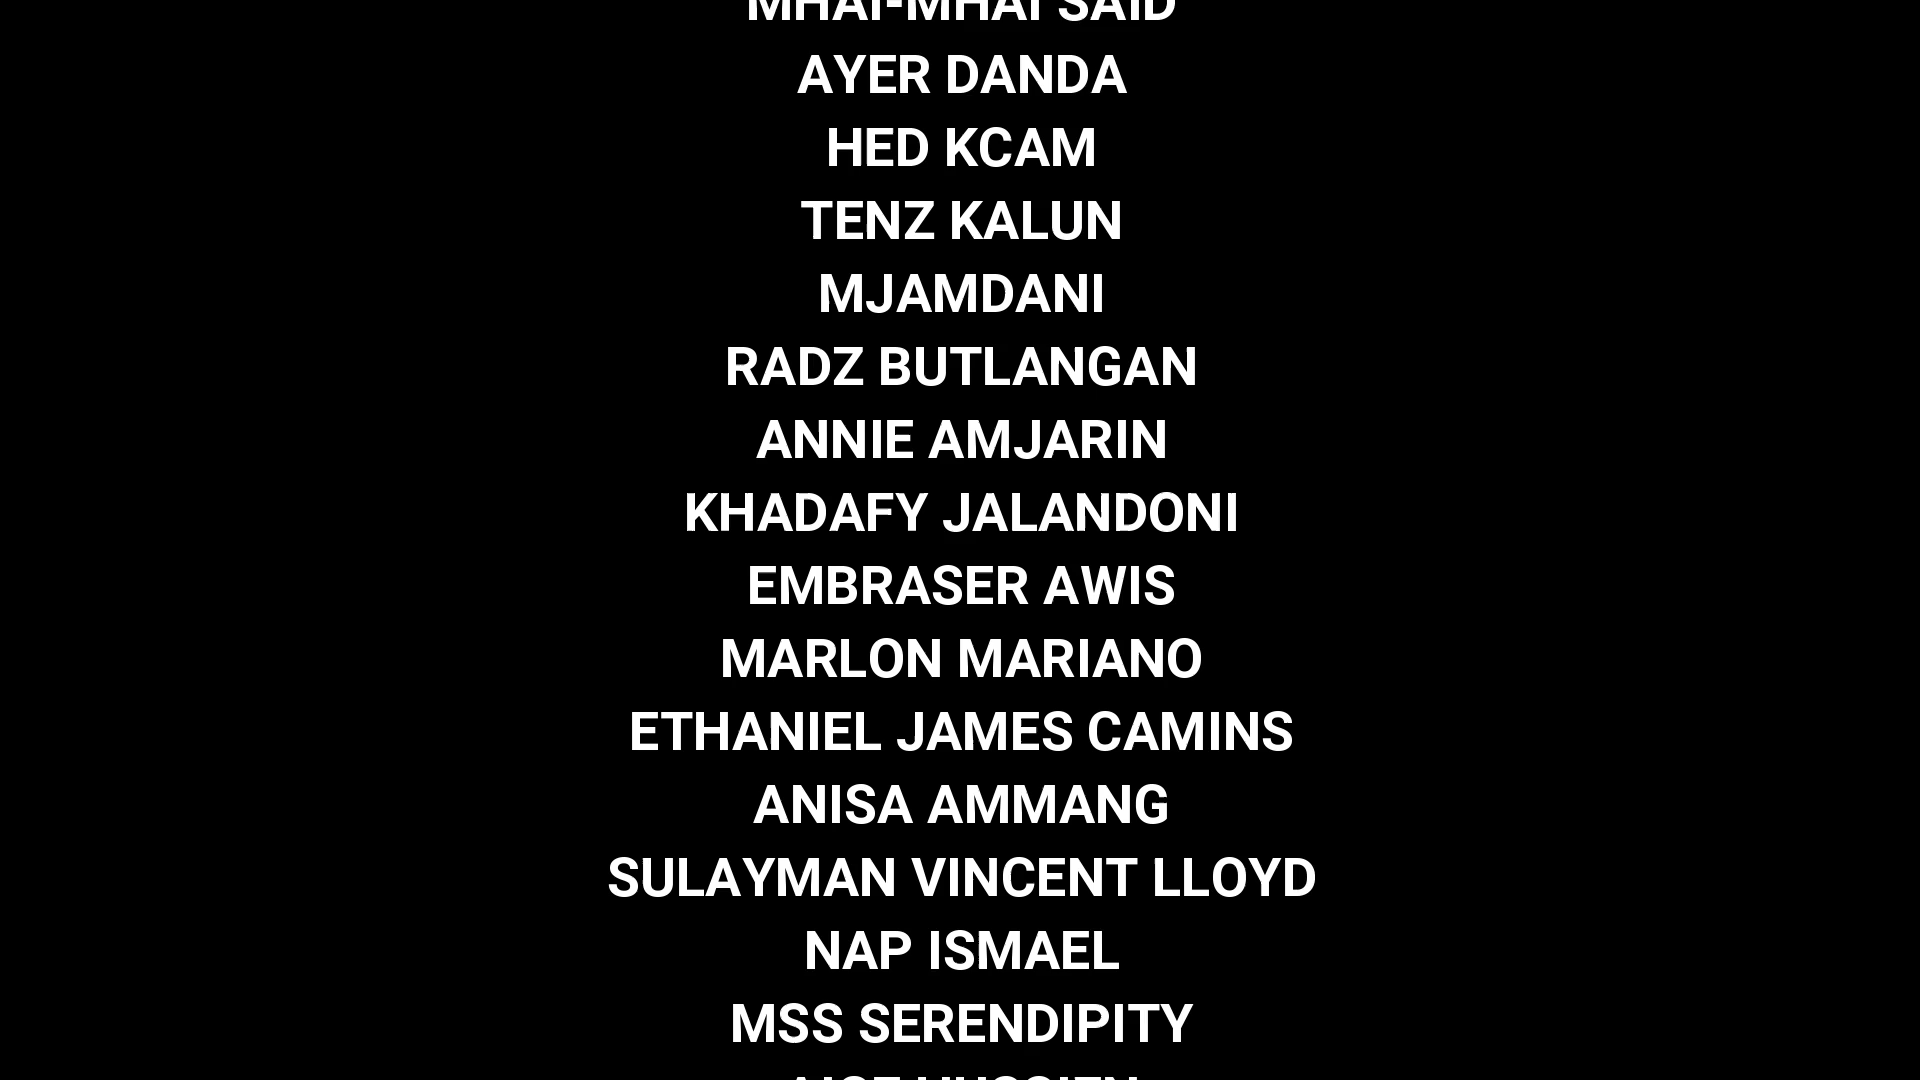 MHAI-MHAI SAID
AYER DANDA
HED KCAM
TENZ KALUN
MJAMDANI
RADZ BUTLANGAN
ANNIE AMJARIN
KHADAFY JALANDONI
EMBRASER AWIS
MARLON MARIANO
ETHANIEL JAMES CAMINS
ANISA AMMANG
SULAYMAN VINCENT LLOYD
NAP ISMAEL
MSS SERENDIPITY